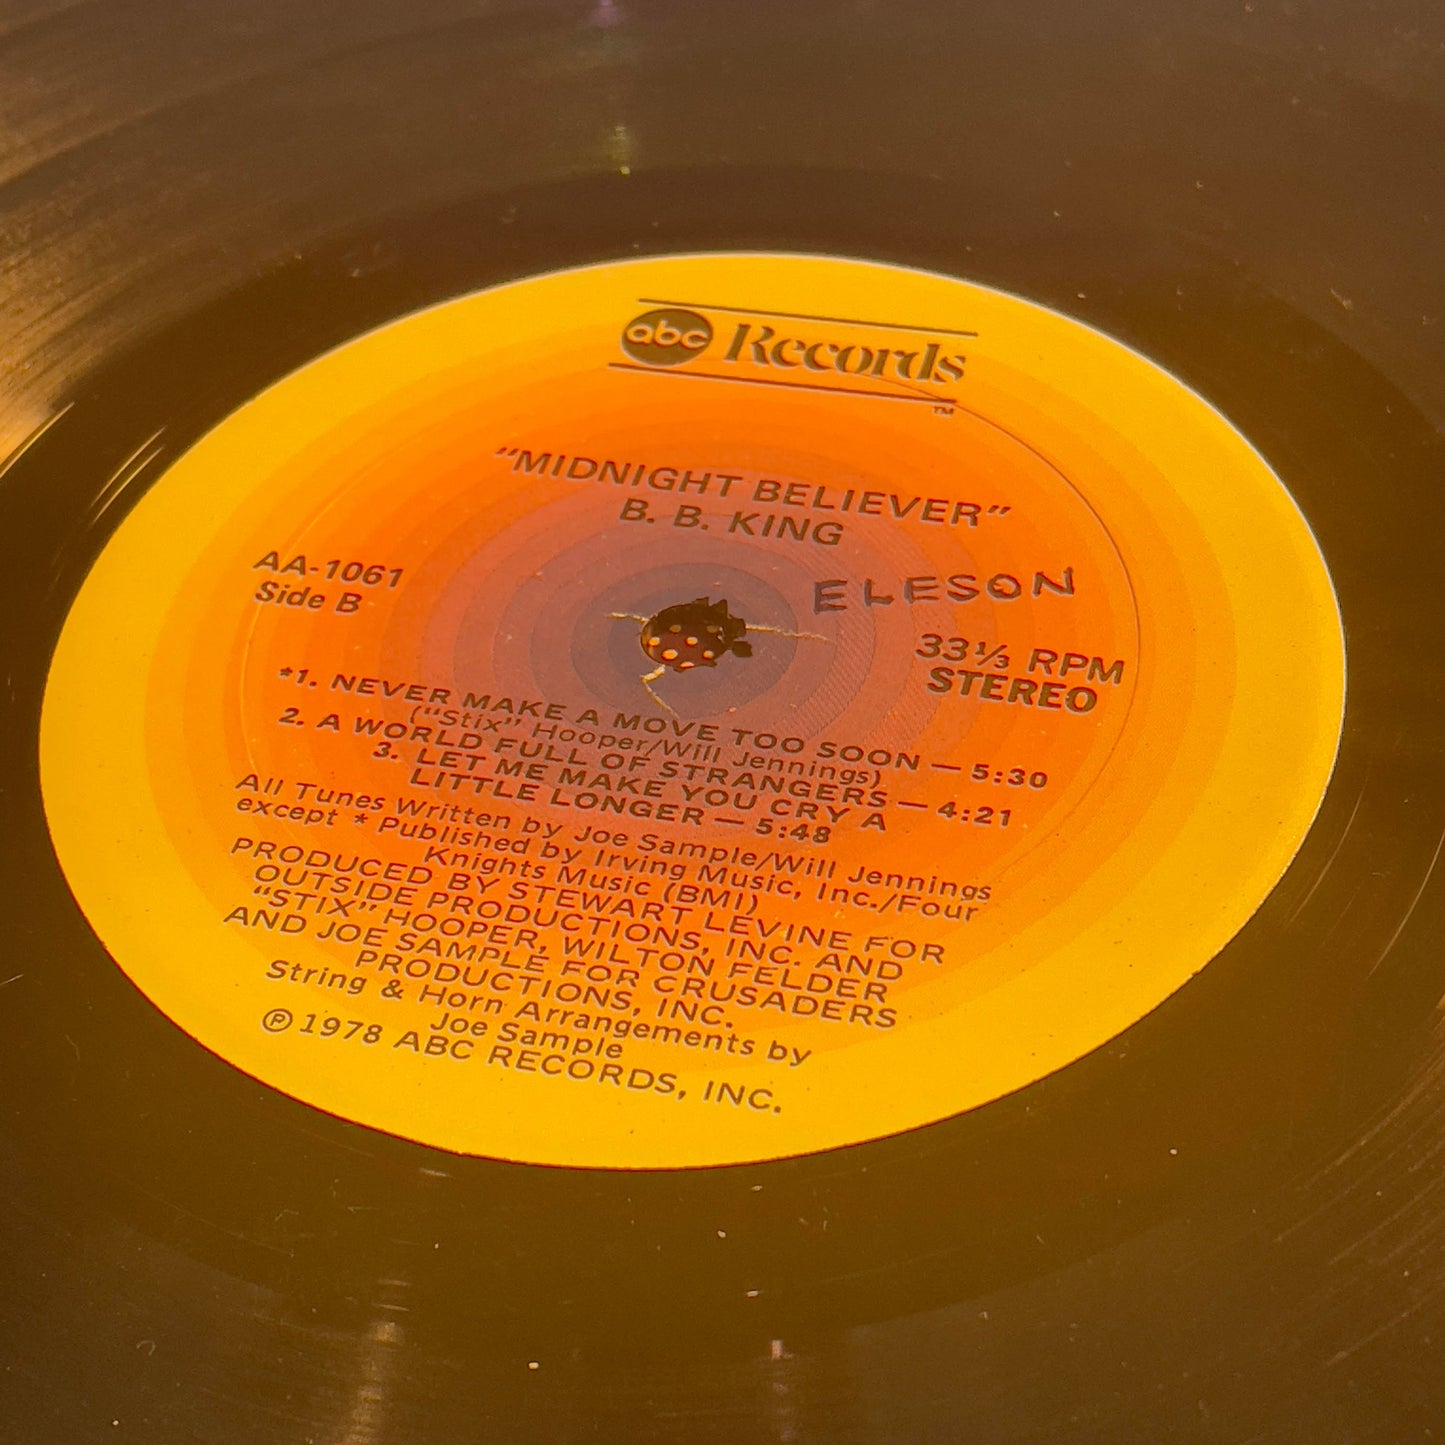 abc Records
TM
"MIDNIGHT BELIEVER"
B. B. KING
AA-1061
Side B
ELESON
33⅓ RPM
STEREO
*1. NEVER MAKE A MOVE TOO SOON — 5:30
("Stix" Hooper/Will Jennings)
2. A WORLD FULL OF STRANGERS — 4:21
3. LET ME MAKE YOU CRY A
LITTLE LONGER — 5:48
All Tunes Written by Joe Sample/Will Jennings
except * Published by Irving Music, Inc./Four
Knights Music (BMI)
PRODUCED BY STEWART LEVINE FOR
OUTSIDE PRODUCTIONS, INC. AND
"STIX" HOOPER, WILTON FELDER
AND JOE SAMPLE FOR CRUSADERS
PRODUCTIONS, INC.
String & Horn Arrangements by
Joe Sample
℗ 1978 ABC RECORDS, INC.